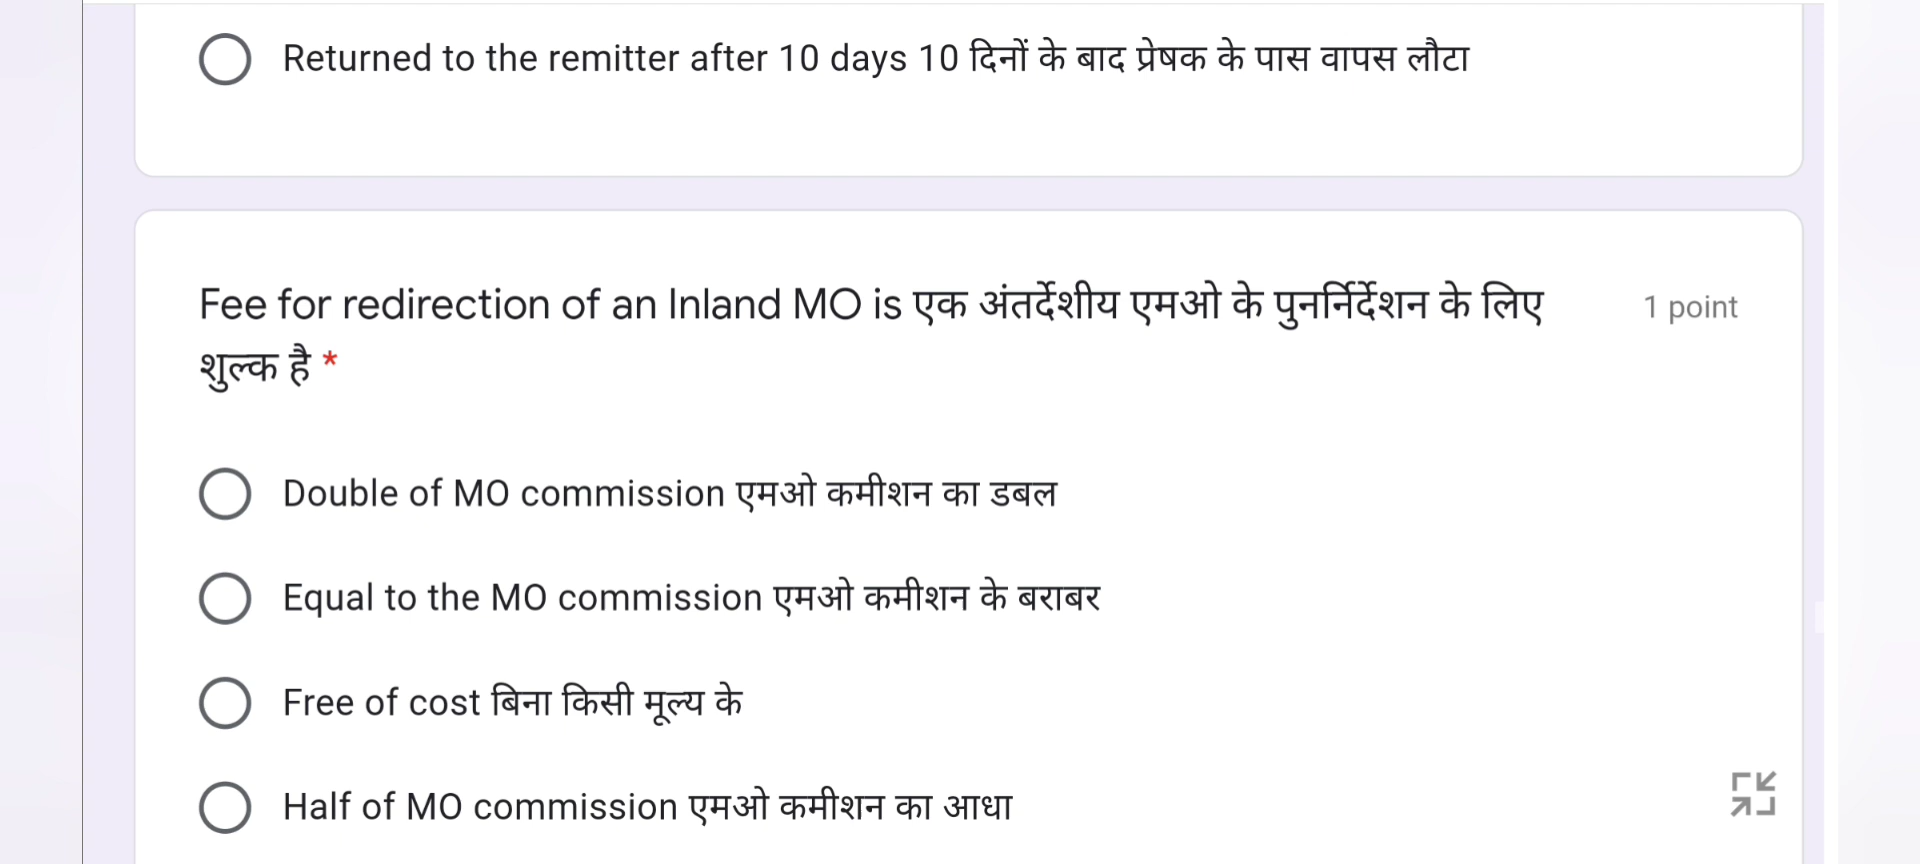 Returned to the remitter after 10 days 10 दिनों के बाद प्रेषक के पास वापस लौटा
Fee for redirection of an Inland MO is एक अंतर्देशीय एमओ के पुनर्निर्देशन के लिए
1 point
शुल्क है *
Double of MO commission एमओ कमीशन का डबल
Equal to the MO commission एमओ कमीशन के बराबर
Free of cost बिना किसी मूल्य के
Half of MO commission एमओ कमीशन का आधा